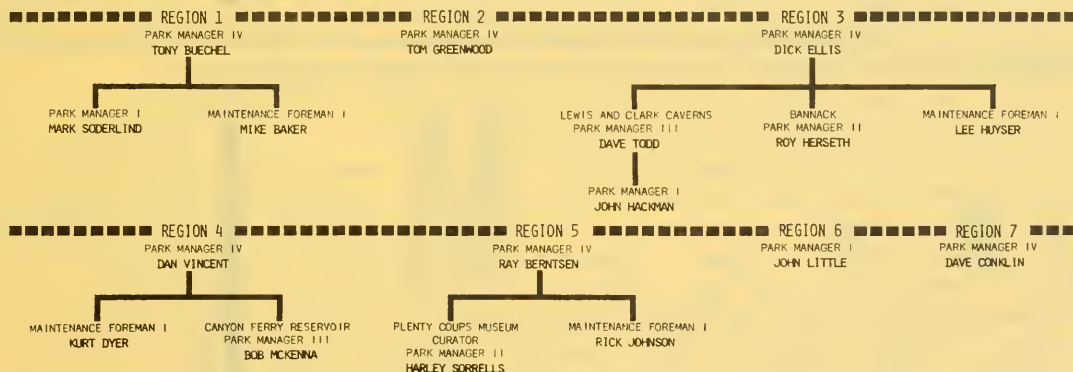 REGION 1
PARK MANAGER IV
TONY BUECHEL
PARK MANAGER I
MARK SODERLIND
MAINTENANCE FOREMAN I
MIKE BAKER
REGION 2
PARK MANAGER IV
TOM GREENWOOD
REGION 3
PARK MANAGER IV
DICK ELLIS
LEWIS AND CLARK CAVERNS
PARK MANAGER III
DAVE TODD
PARK MANAGER I
JOHN HACKMAN
BANNACK
PARK MANAGER II
ROY HERSETH
MAINTENANCE FOREMAN I
LEE HUYSER
REGION 4
PARK MANAGER IV
DAN VINCENT
MAINTENANCE FOREMAN I
KURT DYER
CANYON FERRY RESERVOIR
PARK MANAGER III
BOB MCKENNA
REGION 5
PARK MANAGER IV
RAY BERNTSEN
PLENTY COUPS MUSEUM
CURATOR
PARK MANAGER II
HARLEY SORRELLS
MAINTENANCE FOREMAN I
RICK JOHNSON
REGION 6
PARK MANAGER I
JOHN LITTLE
REGION 7
PARK MANAGER IV
DAVE CONKLIN